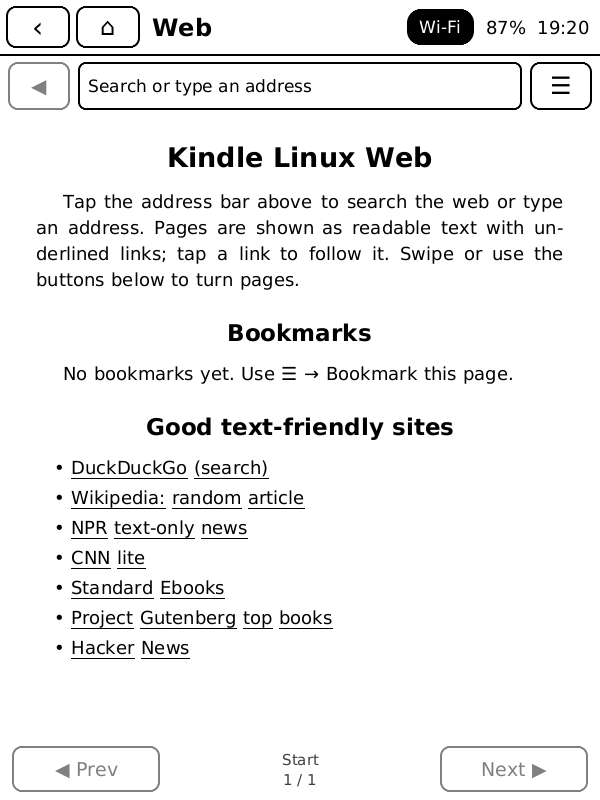 ‹ ⌂ Web Wi-Fi 87% 19:20
◀ Search or type an address ☰
Kindle Linux Web
Tap the address bar above to search the web or type
an address. Pages are shown as readable text with un-
derlined links; tap a link to follow it. Swipe or use the
buttons below to turn pages.
Bookmarks
No bookmarks yet. Use ☰ → Bookmark this page.
Good text-friendly sites
• DuckDuckGo (search)
• Wikipedia: random article
• NPR text-only news
• CNN lite
• Standard Ebooks
• Project Gutenberg top books
• Hacker News
◀ Prev
Start
1 / 1
Next ▶